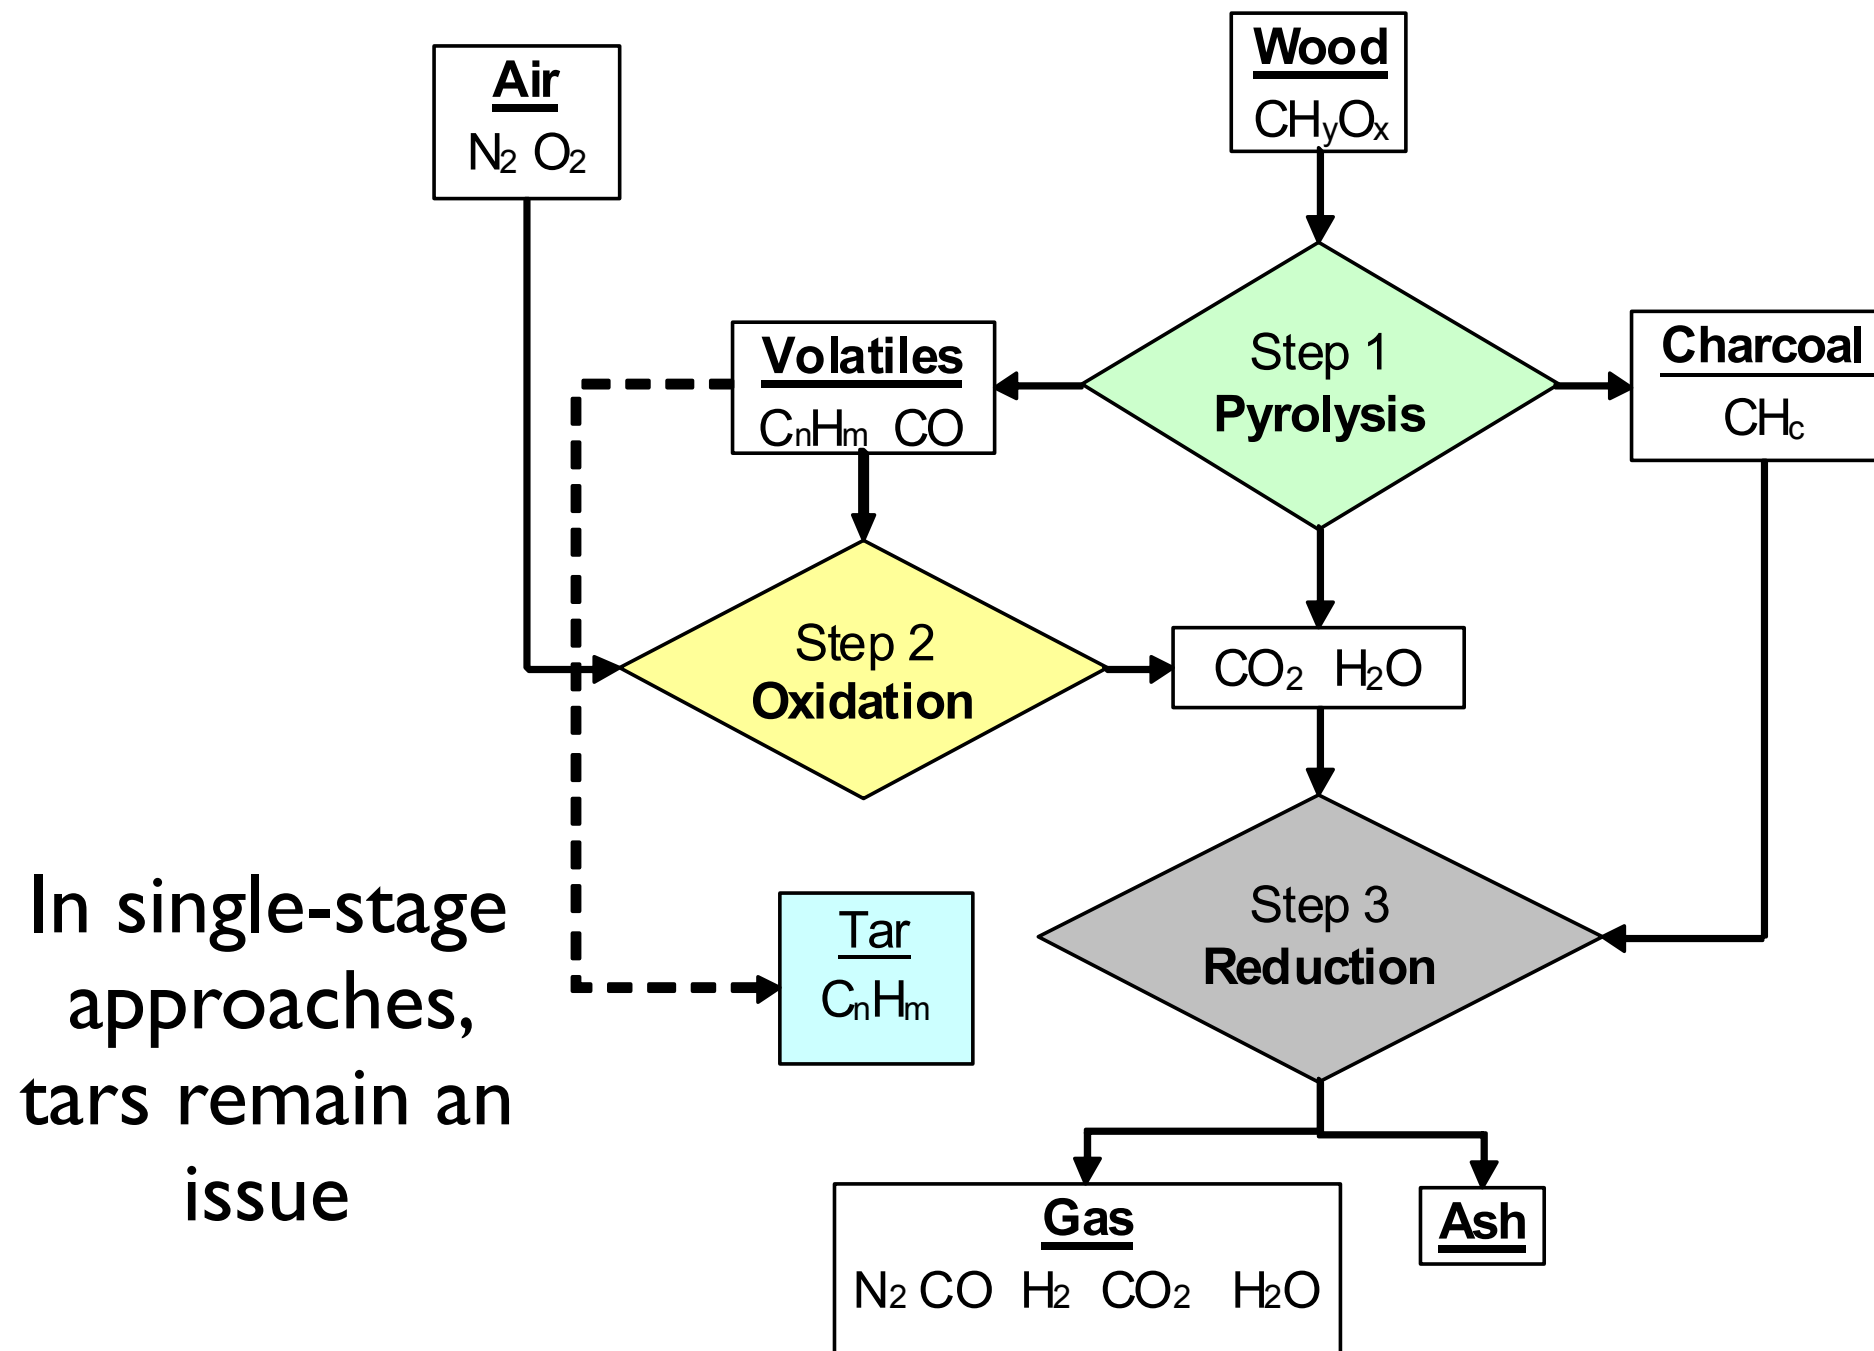 Wood
CHyOx
Air
N2 O2
Volatiles
CnHm CO
Step 1
Pyrolysis
Charcoal
CHc
Step 2
Oxidation
CO2 H2O
In single-stage
approaches,
tars remain an
issue
Tar
CnHm
Step 3
Reduction
Gas
N2 CO H2 CO2 H2O
Ash